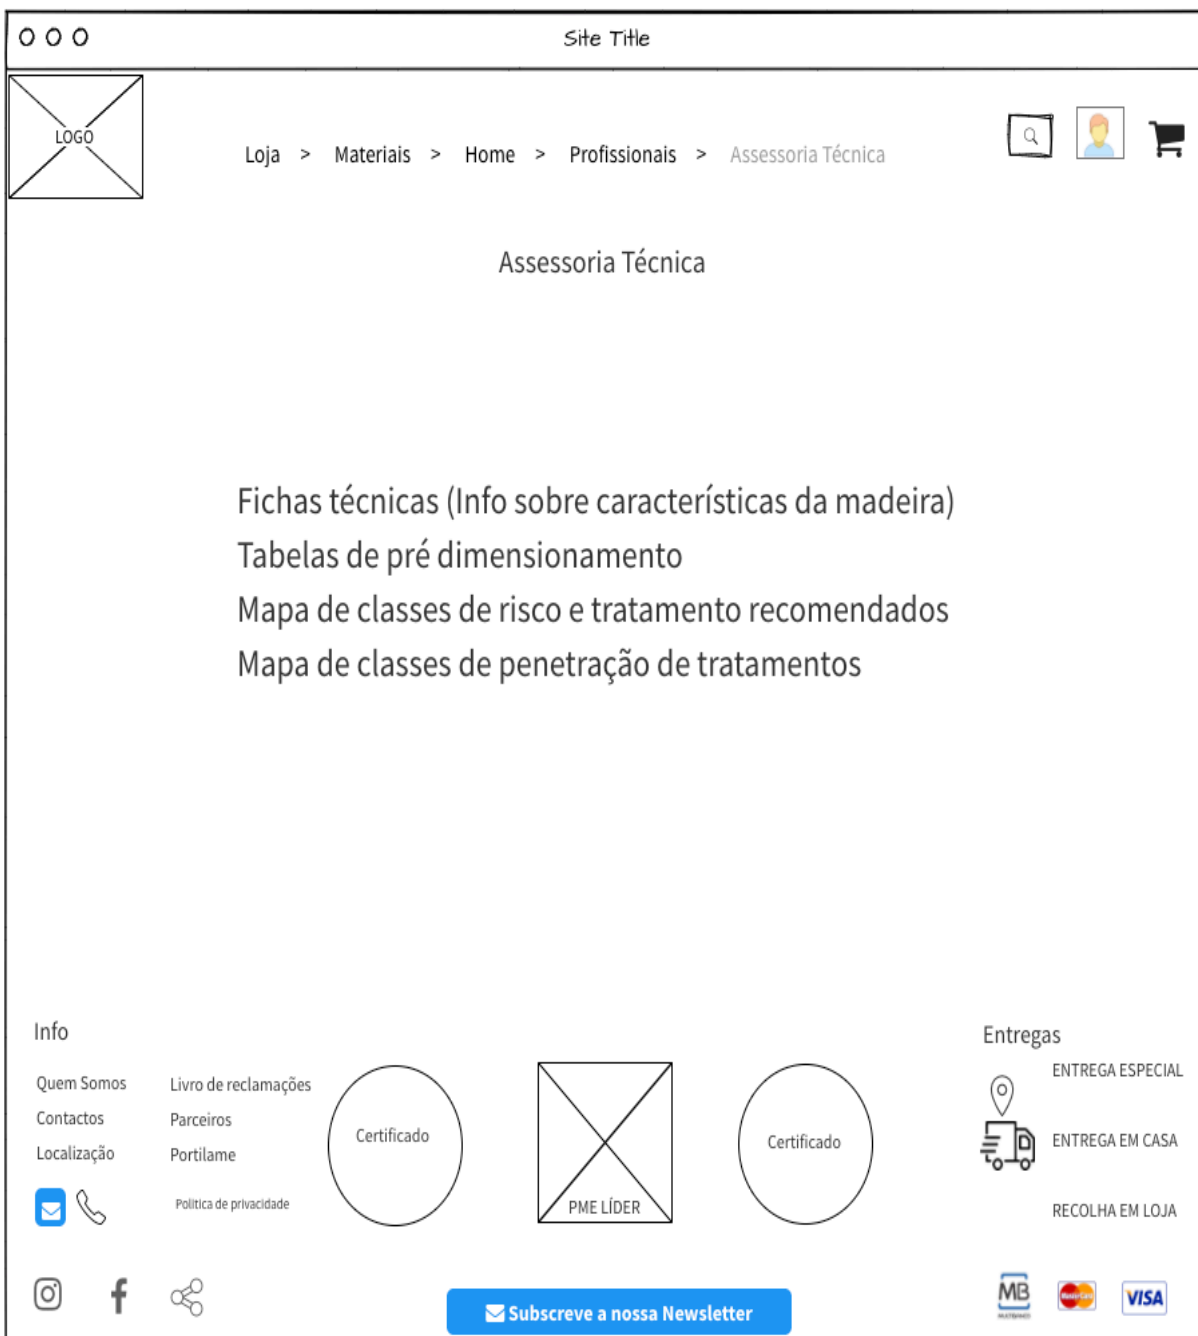 Site Title
LOGO
Loja > Materiais > Home > Profissionais > Assessoria Técnica
Assessoria Técnica
Fichas técnicas (Info sobre características da madeira)
Tabelas de pré dimensionamento
Mapa de classes de risco e tratamento recomendados
Mapa de classes de penetração de tratamentos
Info
Quem Somos
Contactos
Localização
Livro de reclamações
Parceiros
Portilame
Politica de privacidade
Certificado
PME LÍDER
Certificado
Entregas
ENTREGA ESPECIAL
ENTREGA EM CASA
RECOLHA EM LOJA
Subscreve a nossa Newsletter
MB
MULTIBANCO
MasterCard
VISA